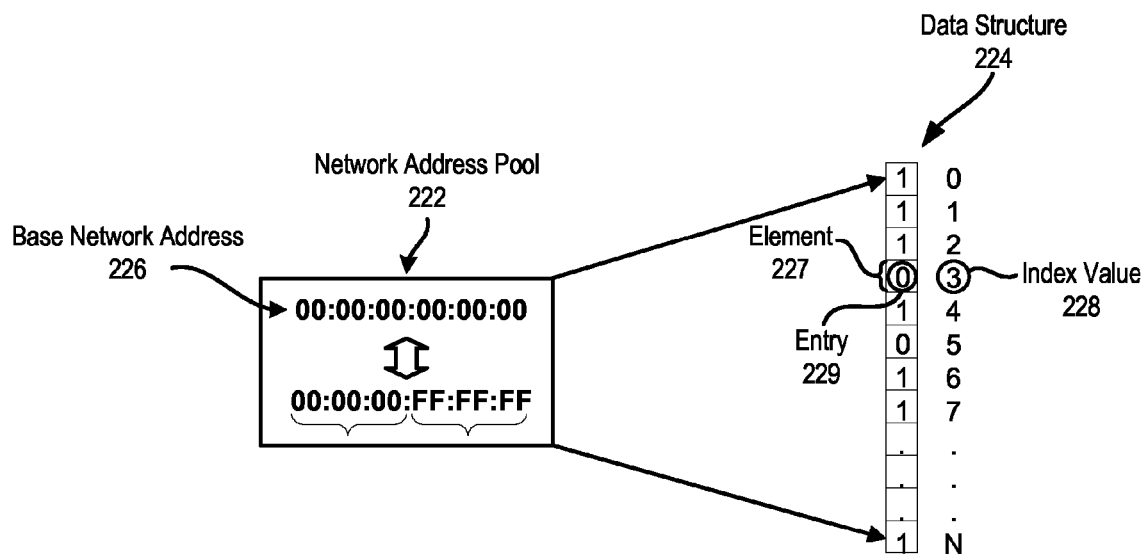 Data Structure
224
Network Address Pool
222
Base Network Address
226
00:00:00:00:00:00
00:00:00:FF:FF:FF
1 0
1 1
1 2
Element
227
0 3
Index Value
228
1 4
Entry
229
0 5
1 6
1 7
. .
. .
. .
1 N